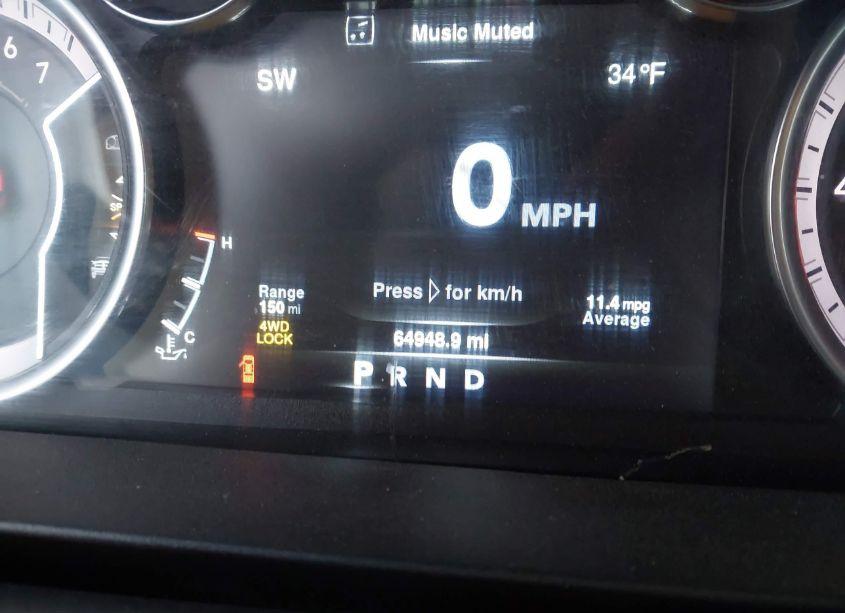 Music Muted
6
SW
34°F
7
0 MPH
H
Range
150 mi
Press ▷ for km/h
11.4 mpg
Average
4WD
LOCK
C
64948.9 mi
P R N D